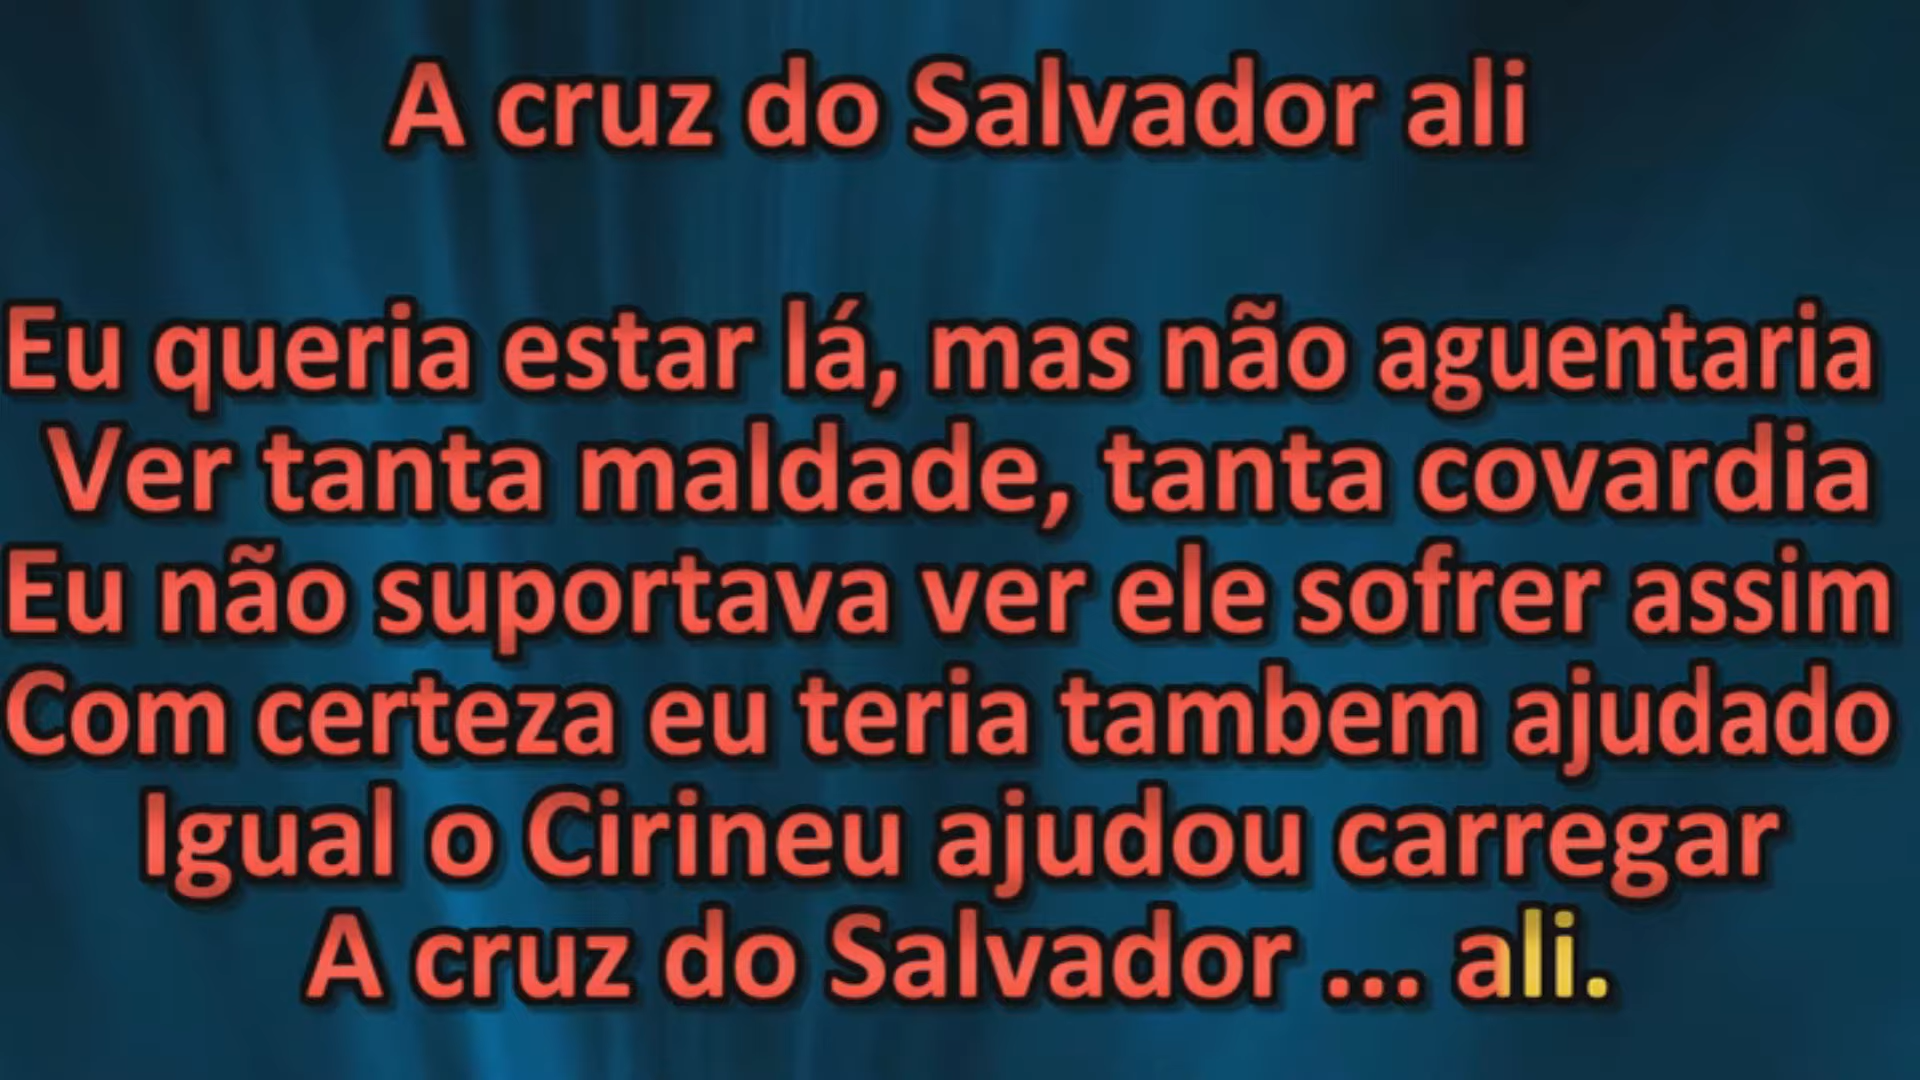 A cruz do Salvador ali
Eu queria estar lá, mas não aguentaria
Ver tanta maldade, tanta covardia
Eu não suportava ver ele sofrer assim
Com certeza eu teria tambem ajudado
Igual o Cirineu ajudou carregar
A cruz do Salvador ... ali.